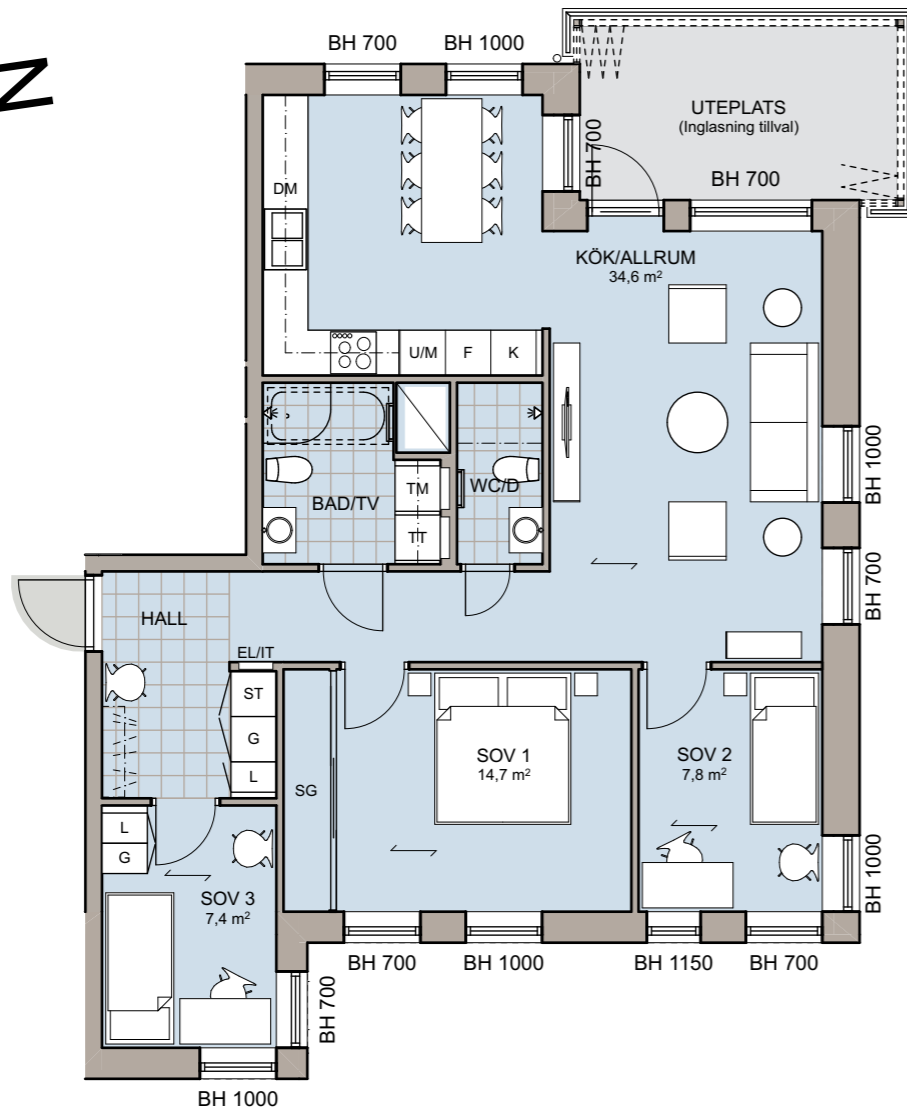 BH 700
BH 1000
N
UTEPLATS
(Inglasning tillval)
BH 700
BH 700
DM
KÖK/ALLRUM
34,6 m²
U/M
F
K
BH 1000
BAD/TV
TM
TT
WC/D
BH 700
HALL
EL/IT
ST
G
L
SG
SOV 1
14,7 m²
SOV 2
7,8 m²
L
G
SOV 3
7,4 m²
BH 1000
BH 700
BH 1000
BH 1150
BH 700
BH 700
BH 1000